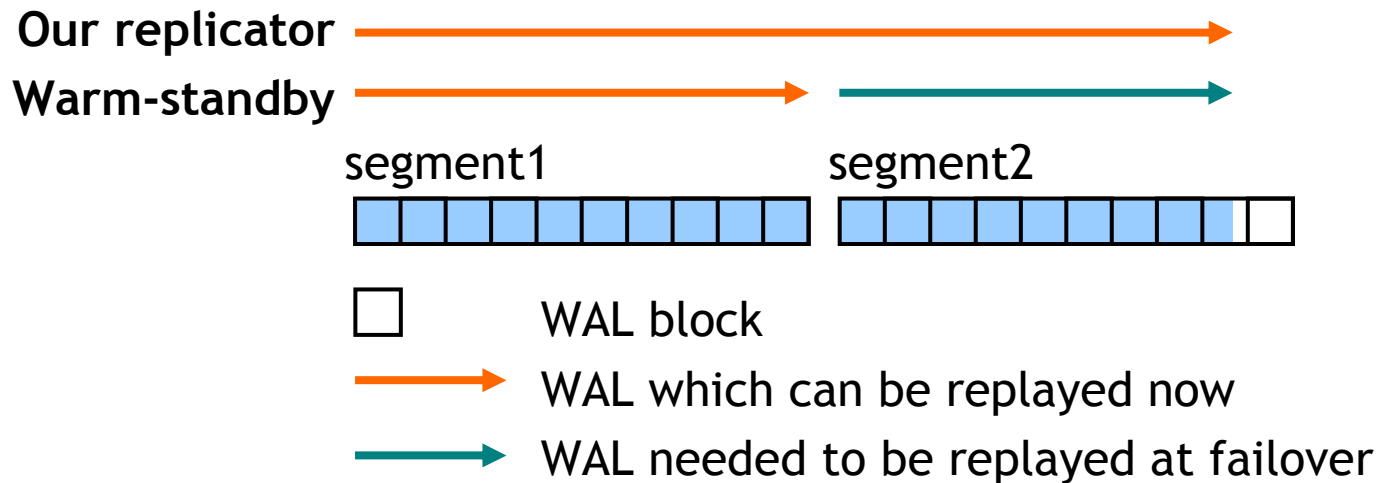 Our replicator
Warm-standby
segment1 segment2
WAL block
WAL which can be replayed now
WAL needed to be replayed at failover